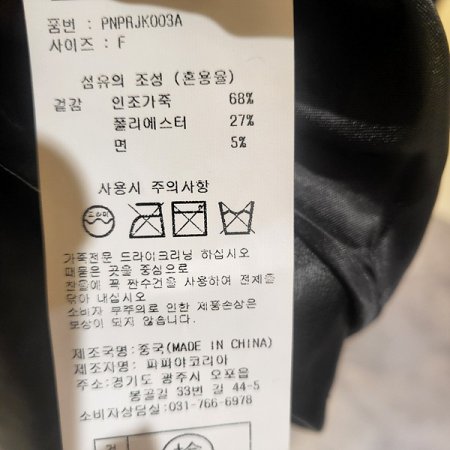 품번 : PNPRJK003A
사이즈 : F
섬유의 조성 (혼용율)
겉감 인조가죽 68%
폴리에스터 27%
면 5%
사용시 주의사항
드라이
가죽전문 드라이크리닝 하십시오
때묻은 곳을 중심으로
찬물에 꼭 짠수건을 사용하여 전체를
닦아 내십시오
소비자 부주의로 인한 제품손상은
보상이 되지 않습니다.
제조국명:중국(MADE IN CHINA)
제조자명: 파파야코리아
주소:경기도 광주시 오포읍
봉골길 33번 길 44-5
소비자상담실:031-766-6978
검